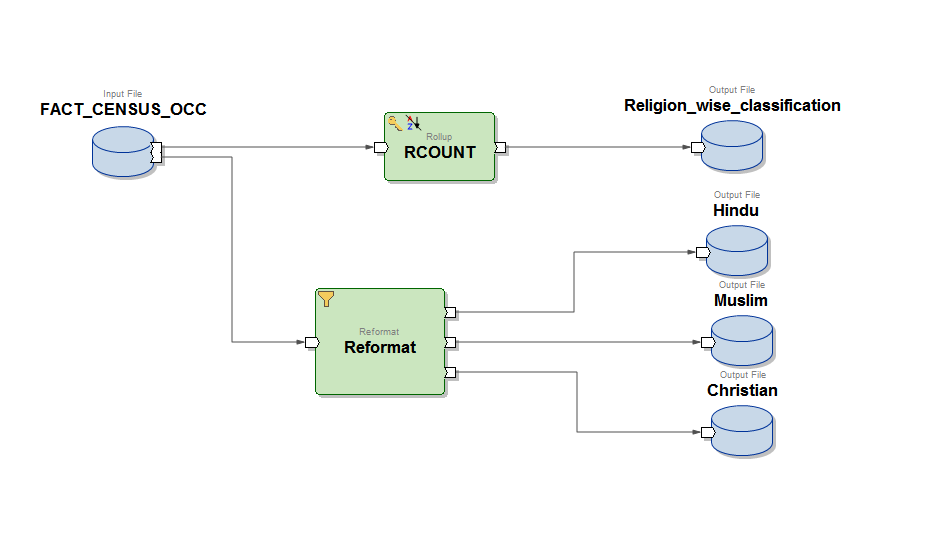 Input File
FACT_CENSUS_OCC
Rollup
RCOUNT
Output File
Religion_wise_classification
Output File
Hindu
Reformat
Reformat
Output File
Muslim
Output File
Christian